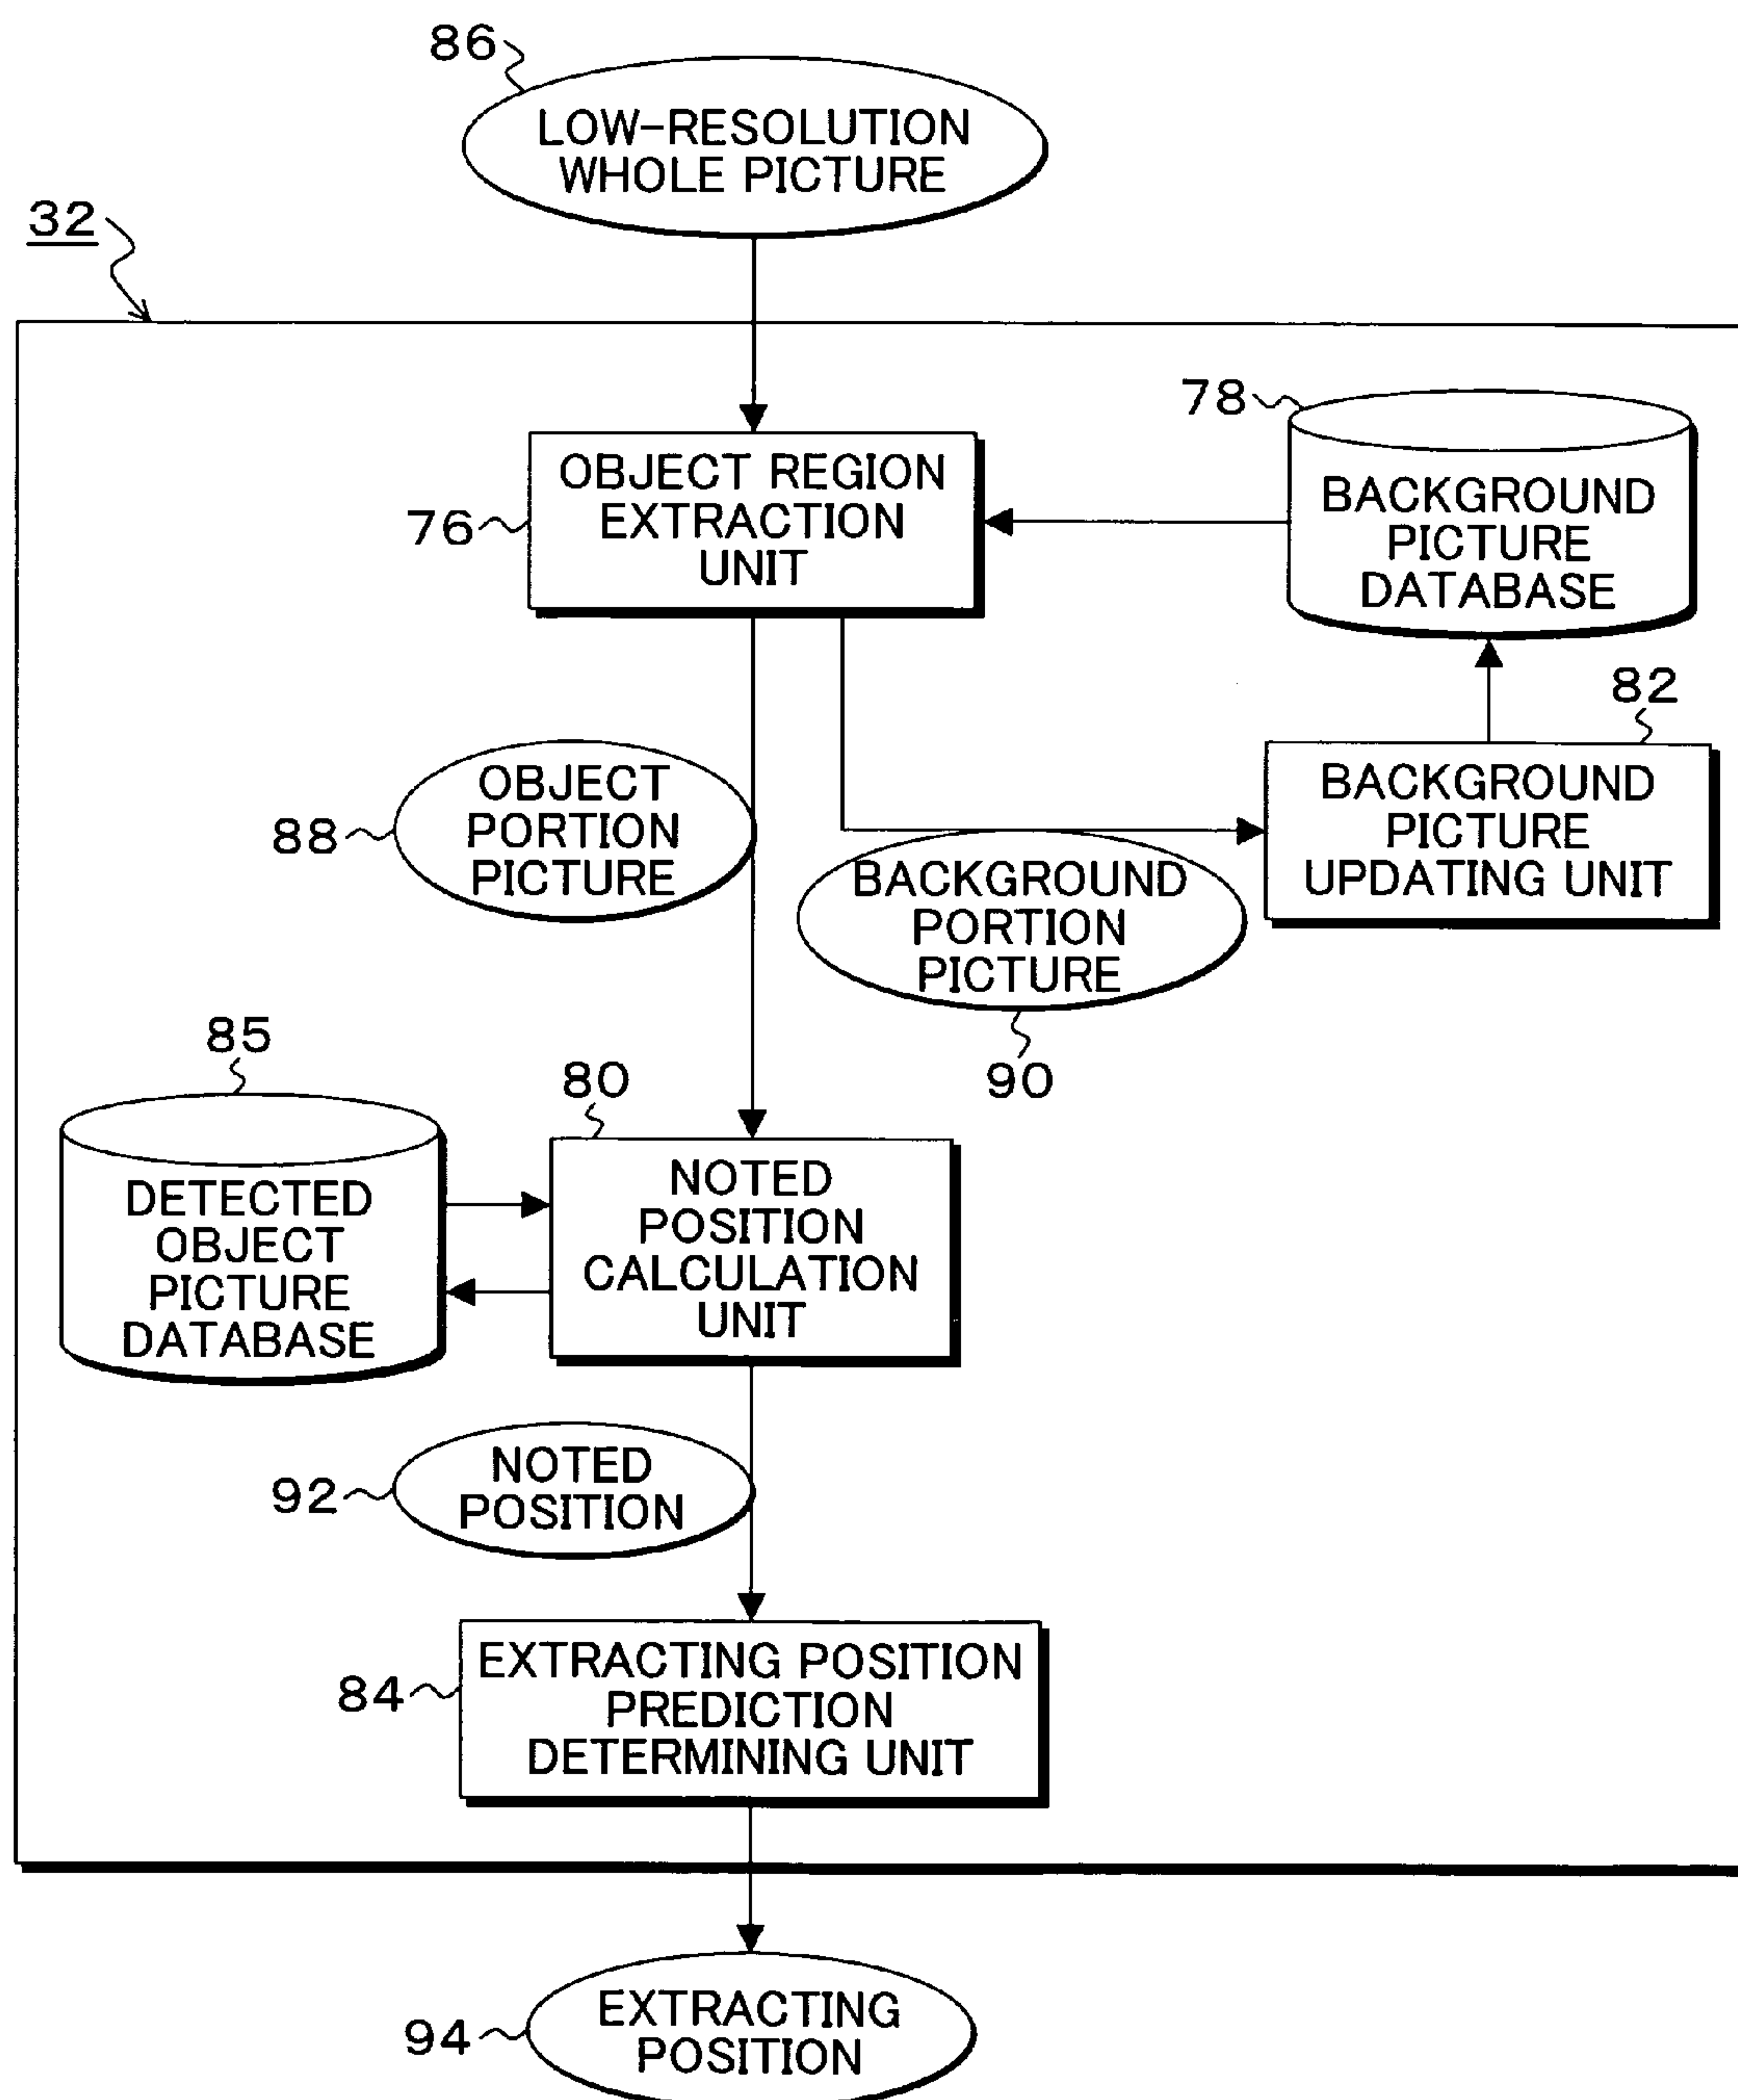 86
LOW-RESOLUTION
WHOLE PICTURE
32
78
OBJECT REGION
EXTRACTION
UNIT
76
BACKGROUND
PICTURE
DATABASE
82
OBJECT
PORTION
PICTURE
88
BACKGROUND
PICTURE
UPDATING UNIT
BACKGROUND
PORTION
PICTURE
90
85
80
DETECTED
OBJECT
PICTURE
DATABASE
NOTED
POSITION
CALCULATION
UNIT
NOTED
POSITION
92
EXTRACTING POSITION
PREDICTION
DETERMINING UNIT
84
EXTRACTING
POSITION
94